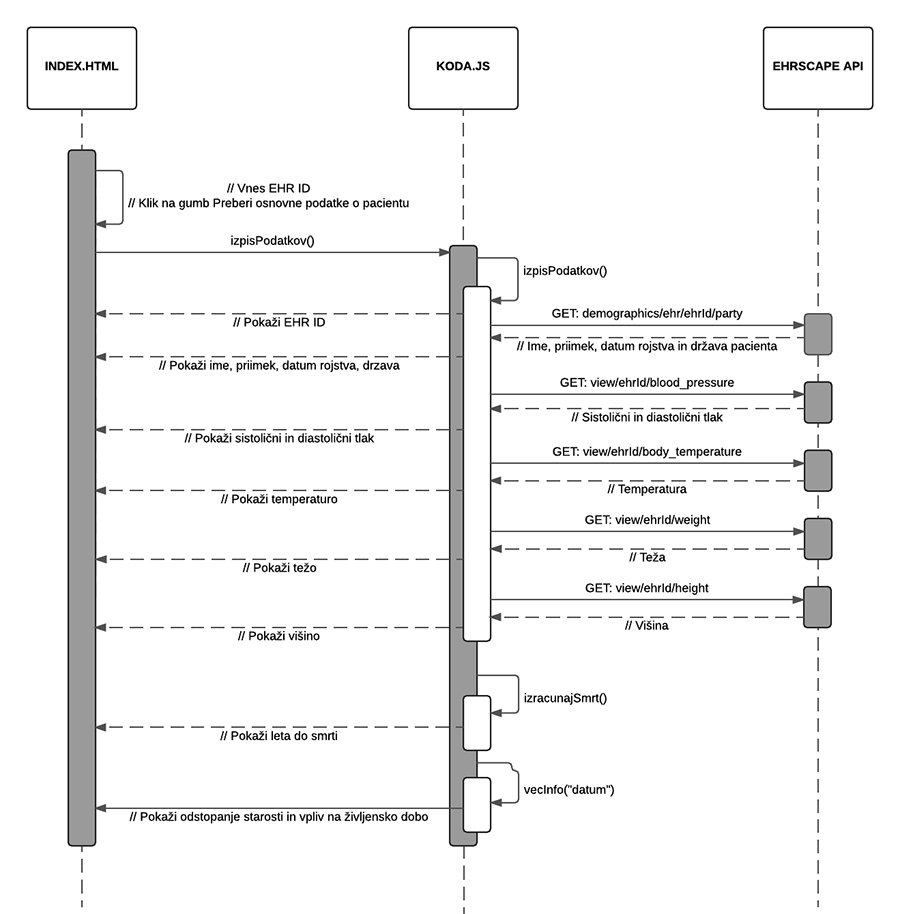 INDEX.HTML
KODA.JS
EHRSCAPE API
// Vnes EHR ID
// Klik na gumb Preberi osnovne podatke o pacientu
izpisPodatkov()
izpisPodatkov()
// Pokaži EHR ID
GET: demographics/ehr/ehrId/party
// Ime, priimek, datum rojstva in država pacienta
// Pokaži ime, priimek, datum rojstva, drzava
GET: view/ehrId/blood_pressure
// Sistolični in diastolični tlak
// Pokaži sistolični in diastolični tlak
GET: view/ehrId/body_temperature
// Temperatura
// Pokaži temperaturo
GET: view/ehrId/weight
// Teža
// Pokaži težo
GET: view/ehrId/height
// Višina
// Pokaži višino
izracunajSmrt()
// Pokaži leta do smrti
vecInfo("datum")
// Pokaži odstopanje starosti in vpliv na življensko dobo